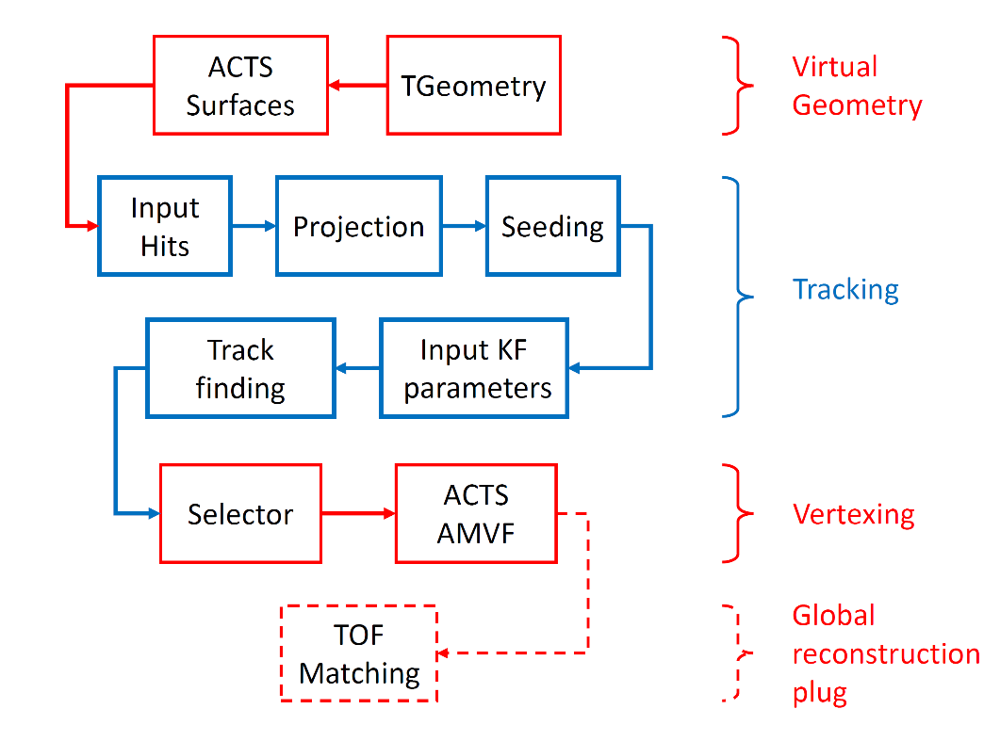 ACTS
Surfaces
TGeometry
Virtual
Geometry
Input
Hits
Projection
Seeding
Tracking
Track
finding
Input KF
parameters
Selector
ACTS
AMVF
Vertexing
TOF
Matching
Global
reconstruction
plug